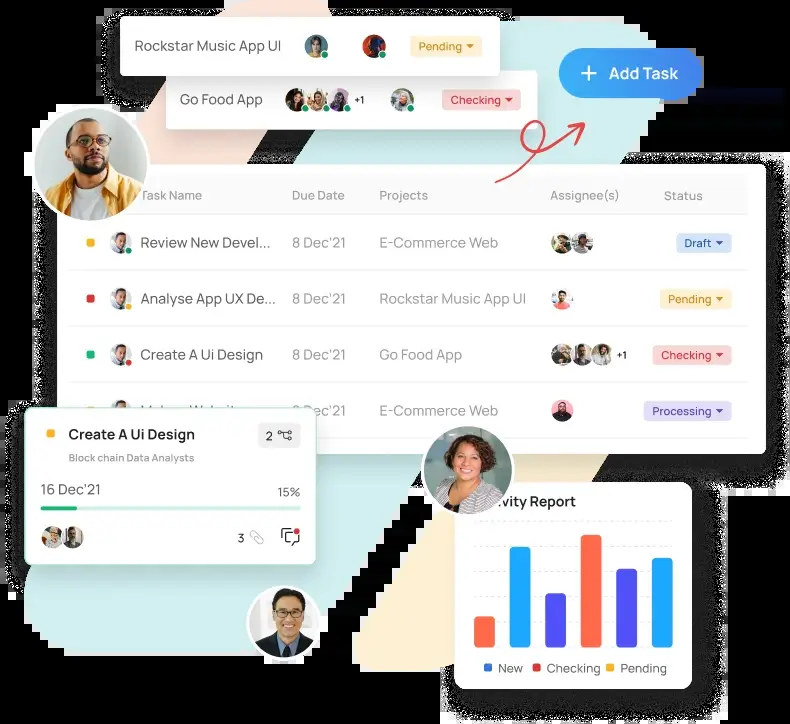 Rockstar Music App UI Pending
+ Add Task
Go Food App +1 Checking
Task Name Due Date Projects Assignee(s) Status
Review New Devel... 8 Dec'21 E-Commerce Web Draft
Analyse App UX De... 8 Dec'21 Rockstar Music App UI Pending
Create A Ui Design 8 Dec'21 Go Food App +1 Checking
Dec'21 E-Commerce Web Processing
Create A Ui Design 2
Block chain Data Analysts
16 Dec'21 15%
3
vity Report
New Checking Pending